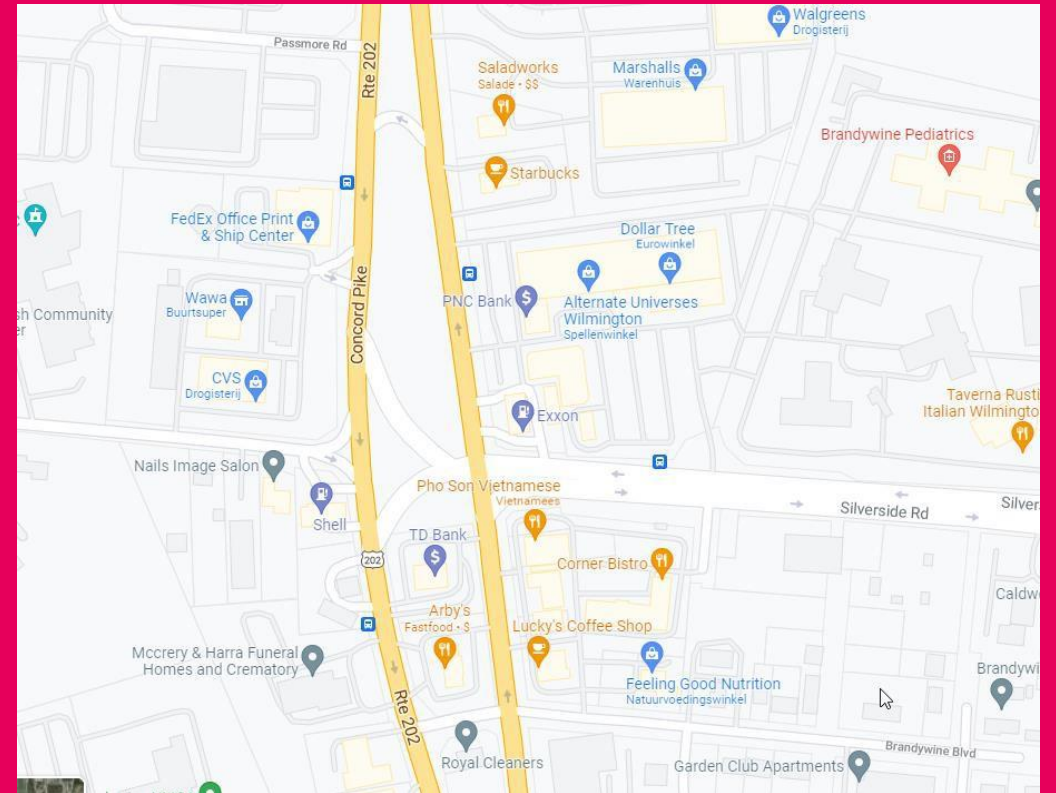 Walgreens
Drogisterij
Passmore Rd
Rte 202
Saladworks
Salade • $$
Marshalls
Warenhuis
Brandywine Pediatrics
Starbucks
FedEx Office Print
& Ship Center
Dollar Tree
Eurowinkel
PNC Bank
Alternate Universes
Wilmington
Spellenwinkel
Wawa
Buurtsuper
sh Community
er
Concord Pike
CVS
Drogisterij
Exxon
Taverna Rusti
Italian Wilmingto
Nails Image Salon
Shell
Pho Son Vietnamese
Vietnamees
Silverside Rd
Silver
202
TD Bank
Corner Bistro
Caldw
Arby's
Fastfood • $
Lucky's Coffee Shop
Mccrery & Harra Funeral
Homes and Crematory
Feeling Good Nutrition
Natuurvoedingswinkel
Brandywi
Rte 202
Royal Cleaners
Garden Club Apartments
Brandywine Blvd